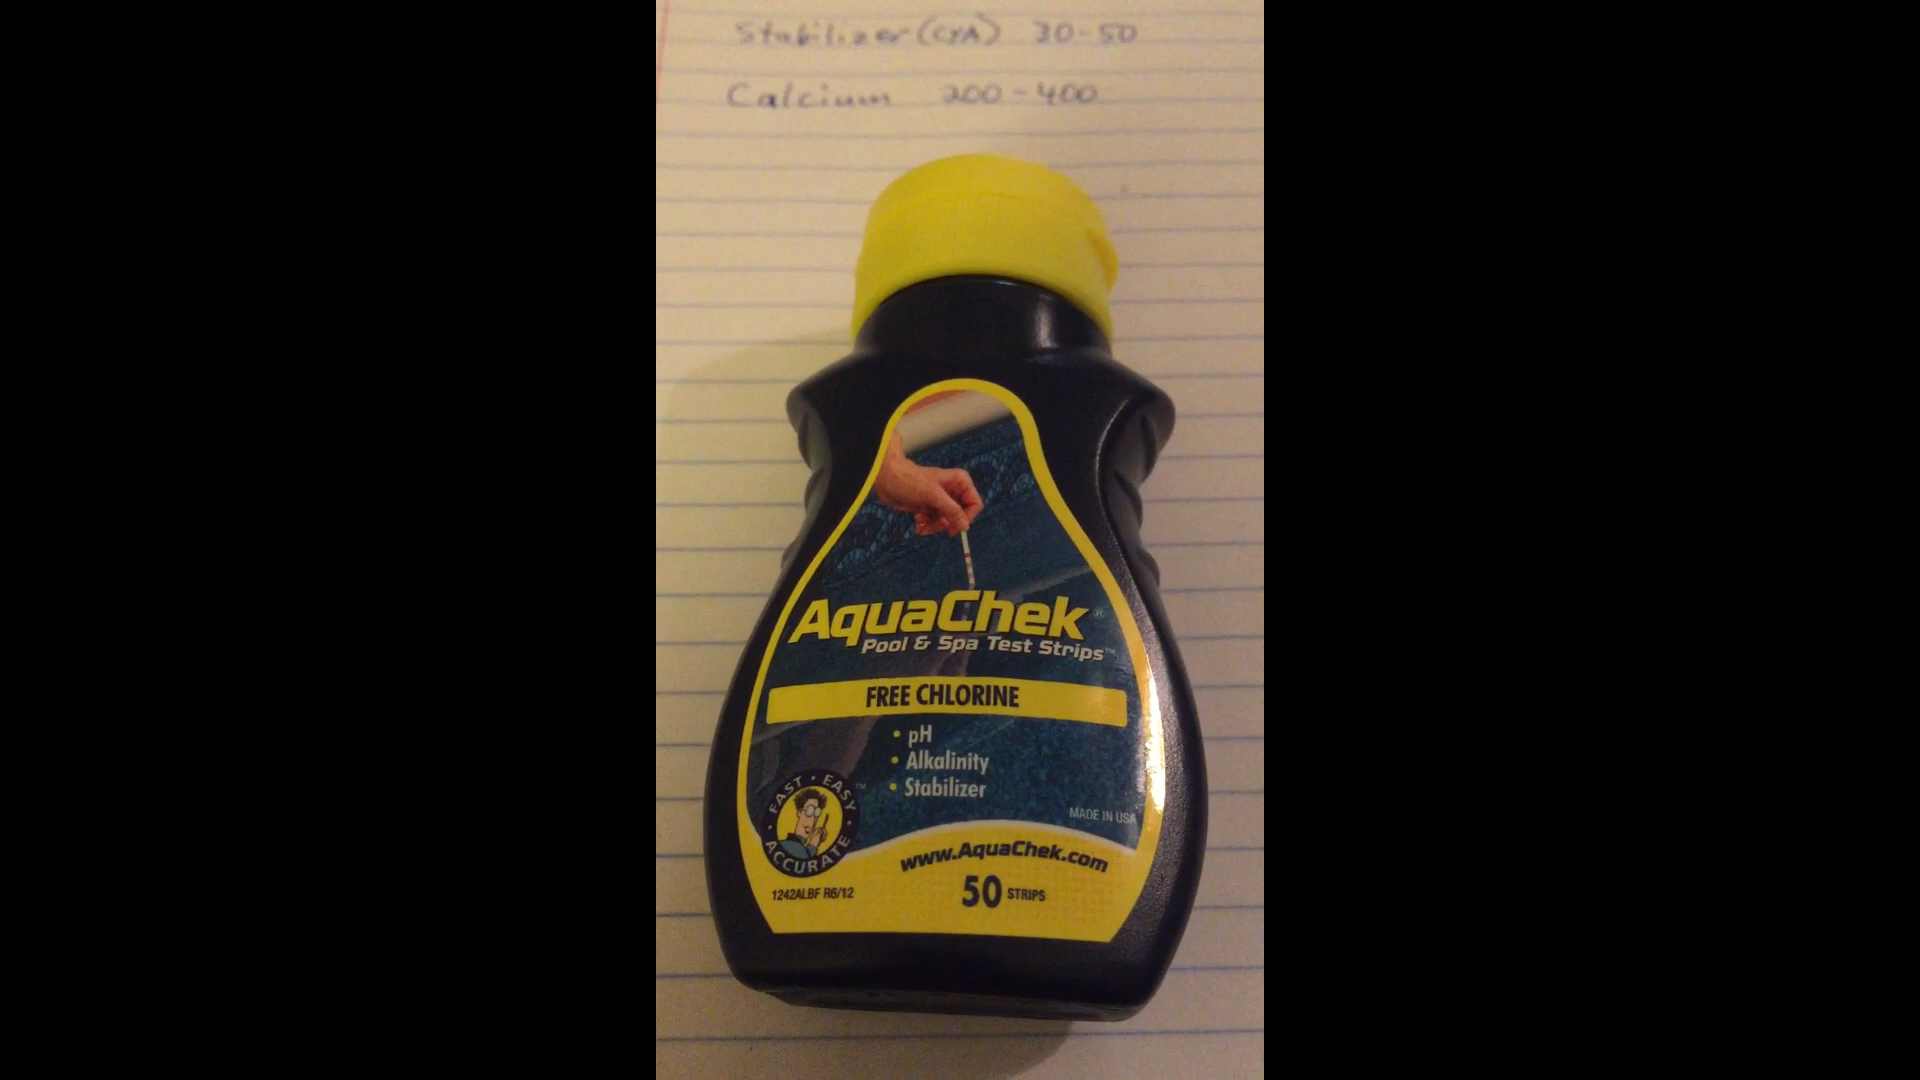 Stabilizer (CYA) 30-50
Calcium 200-400
AquaChek®
Pool & Spa Test Strips™
FREE CHLORINE
• pH
• Alkalinity
• Stabilizer
FAST • EASY • ACCURATE •™
MADE IN USA
www.AquaChek.com
1242ALBF R6/12
50 STRIPS